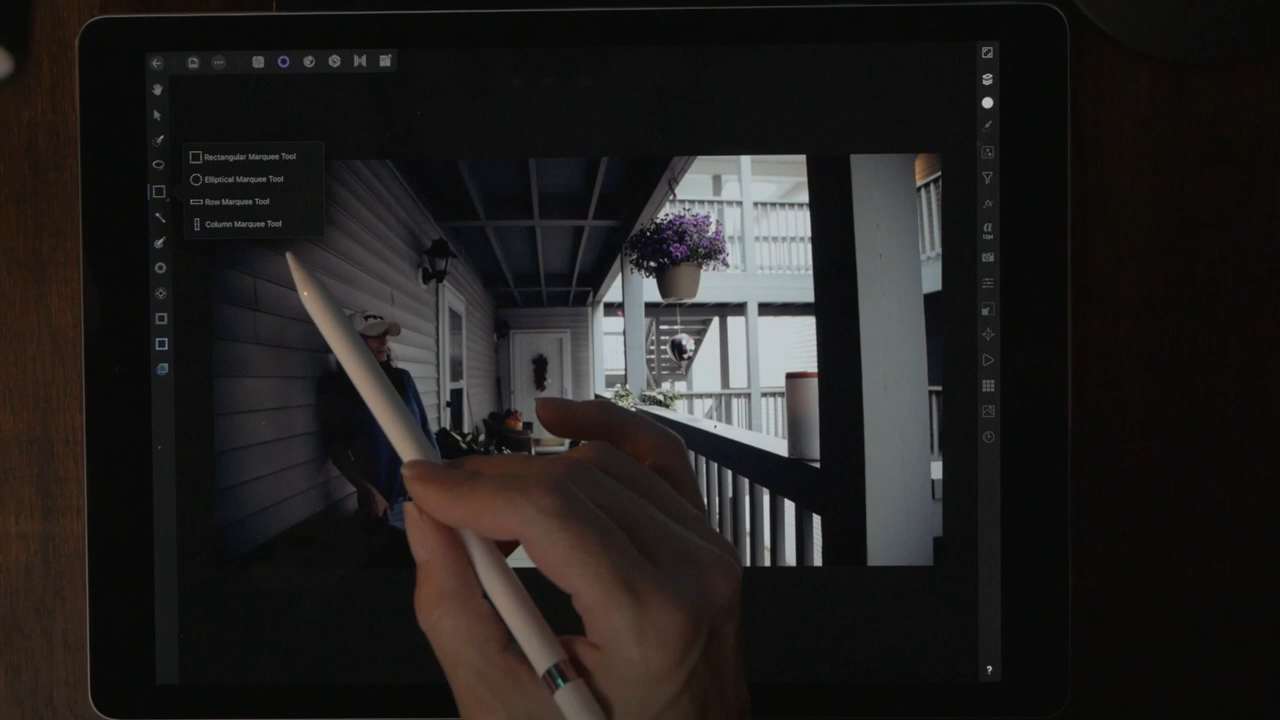 Rectangular Marquee Tool
Elliptical Marquee Tool
Row Marquee Tool
Column Marquee Tool
?